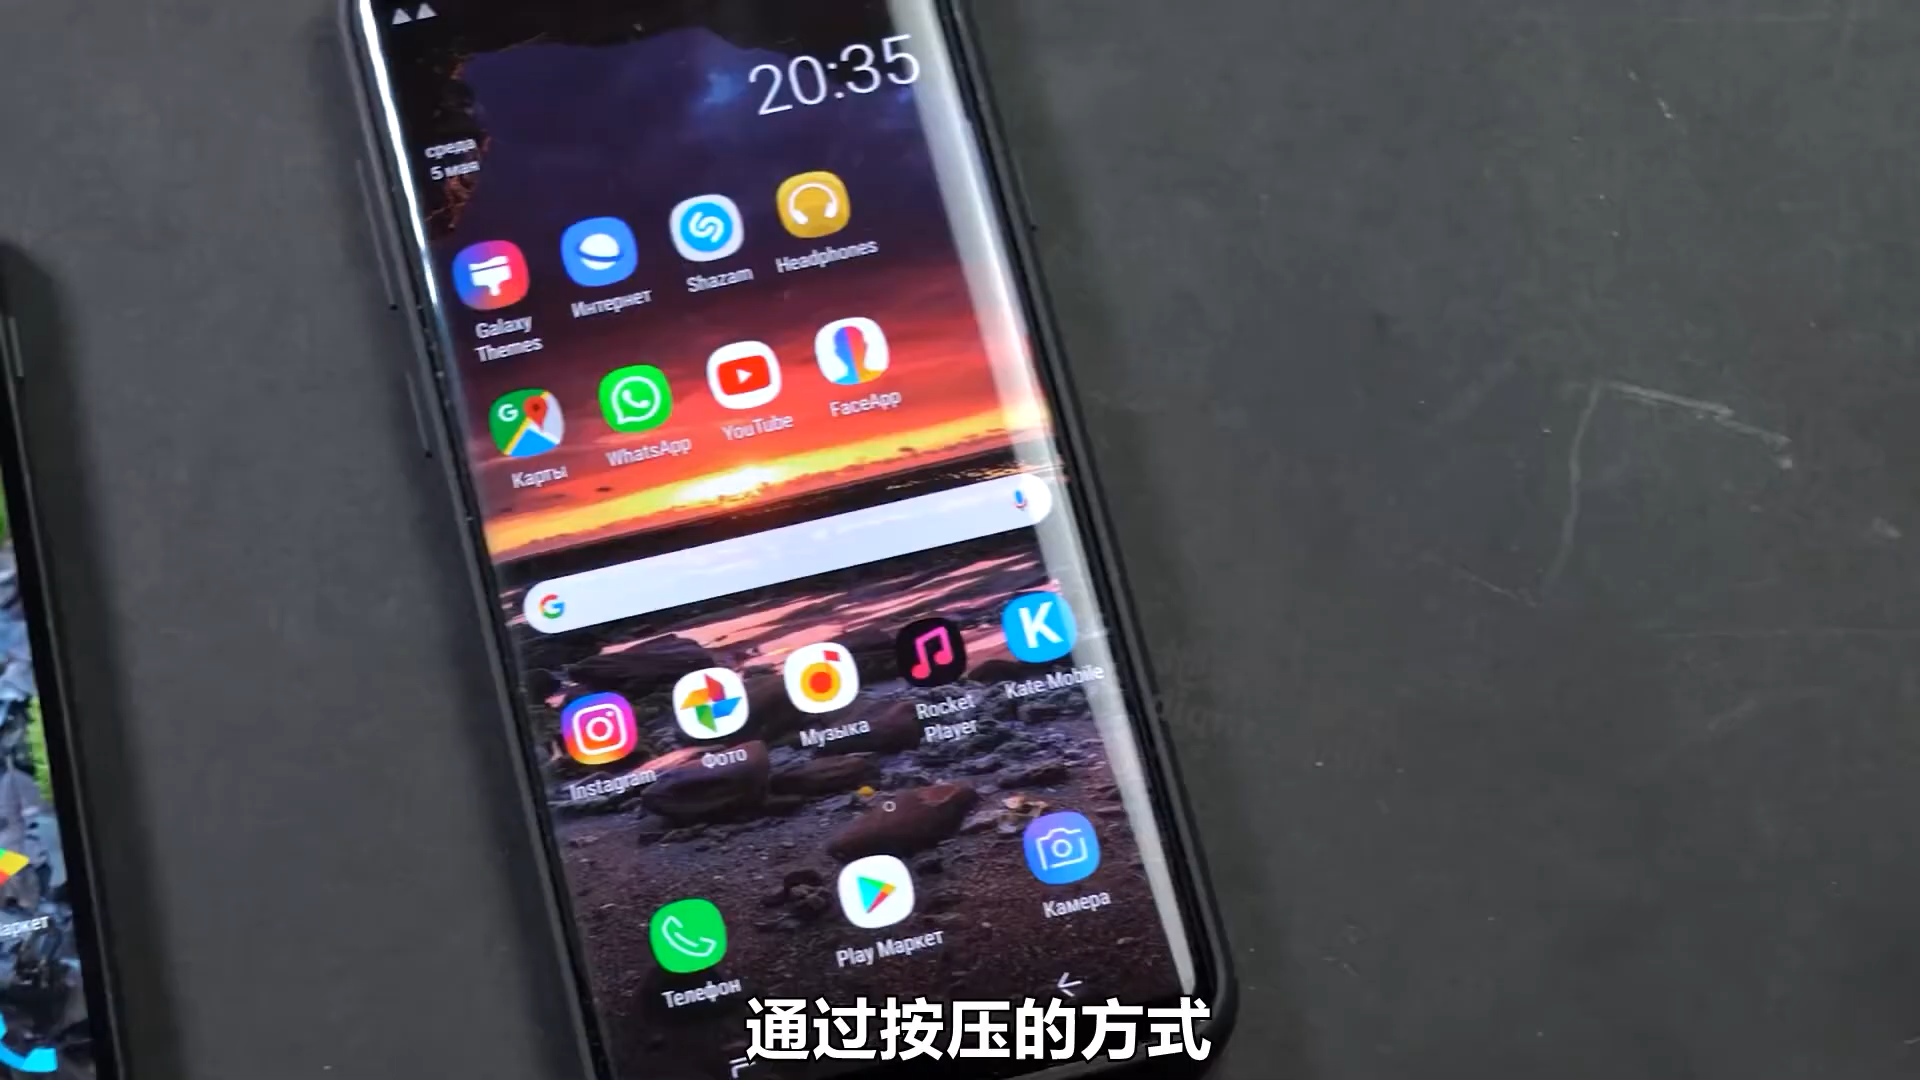 20:35
среда
5 мая
Galaxy
Themes
Интернет
Shazam
Headphones
G
Карты
WhatsApp
YouTube
FaceApp
G
Instagram
Фото
Музыка
Rocket
Player
K
Kate Mobile
Телефон
Play Маркет
Камера
аркет
通过按压的方式